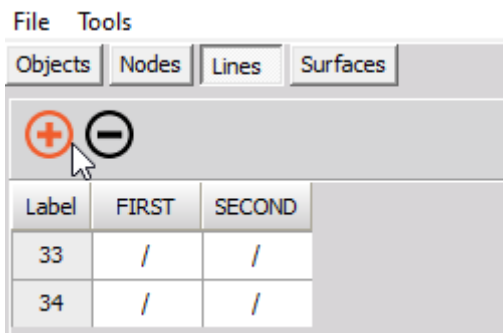 File Tools
Objects Nodes Lines Surfaces
Label FIRST SECOND
33 / /
34 / /